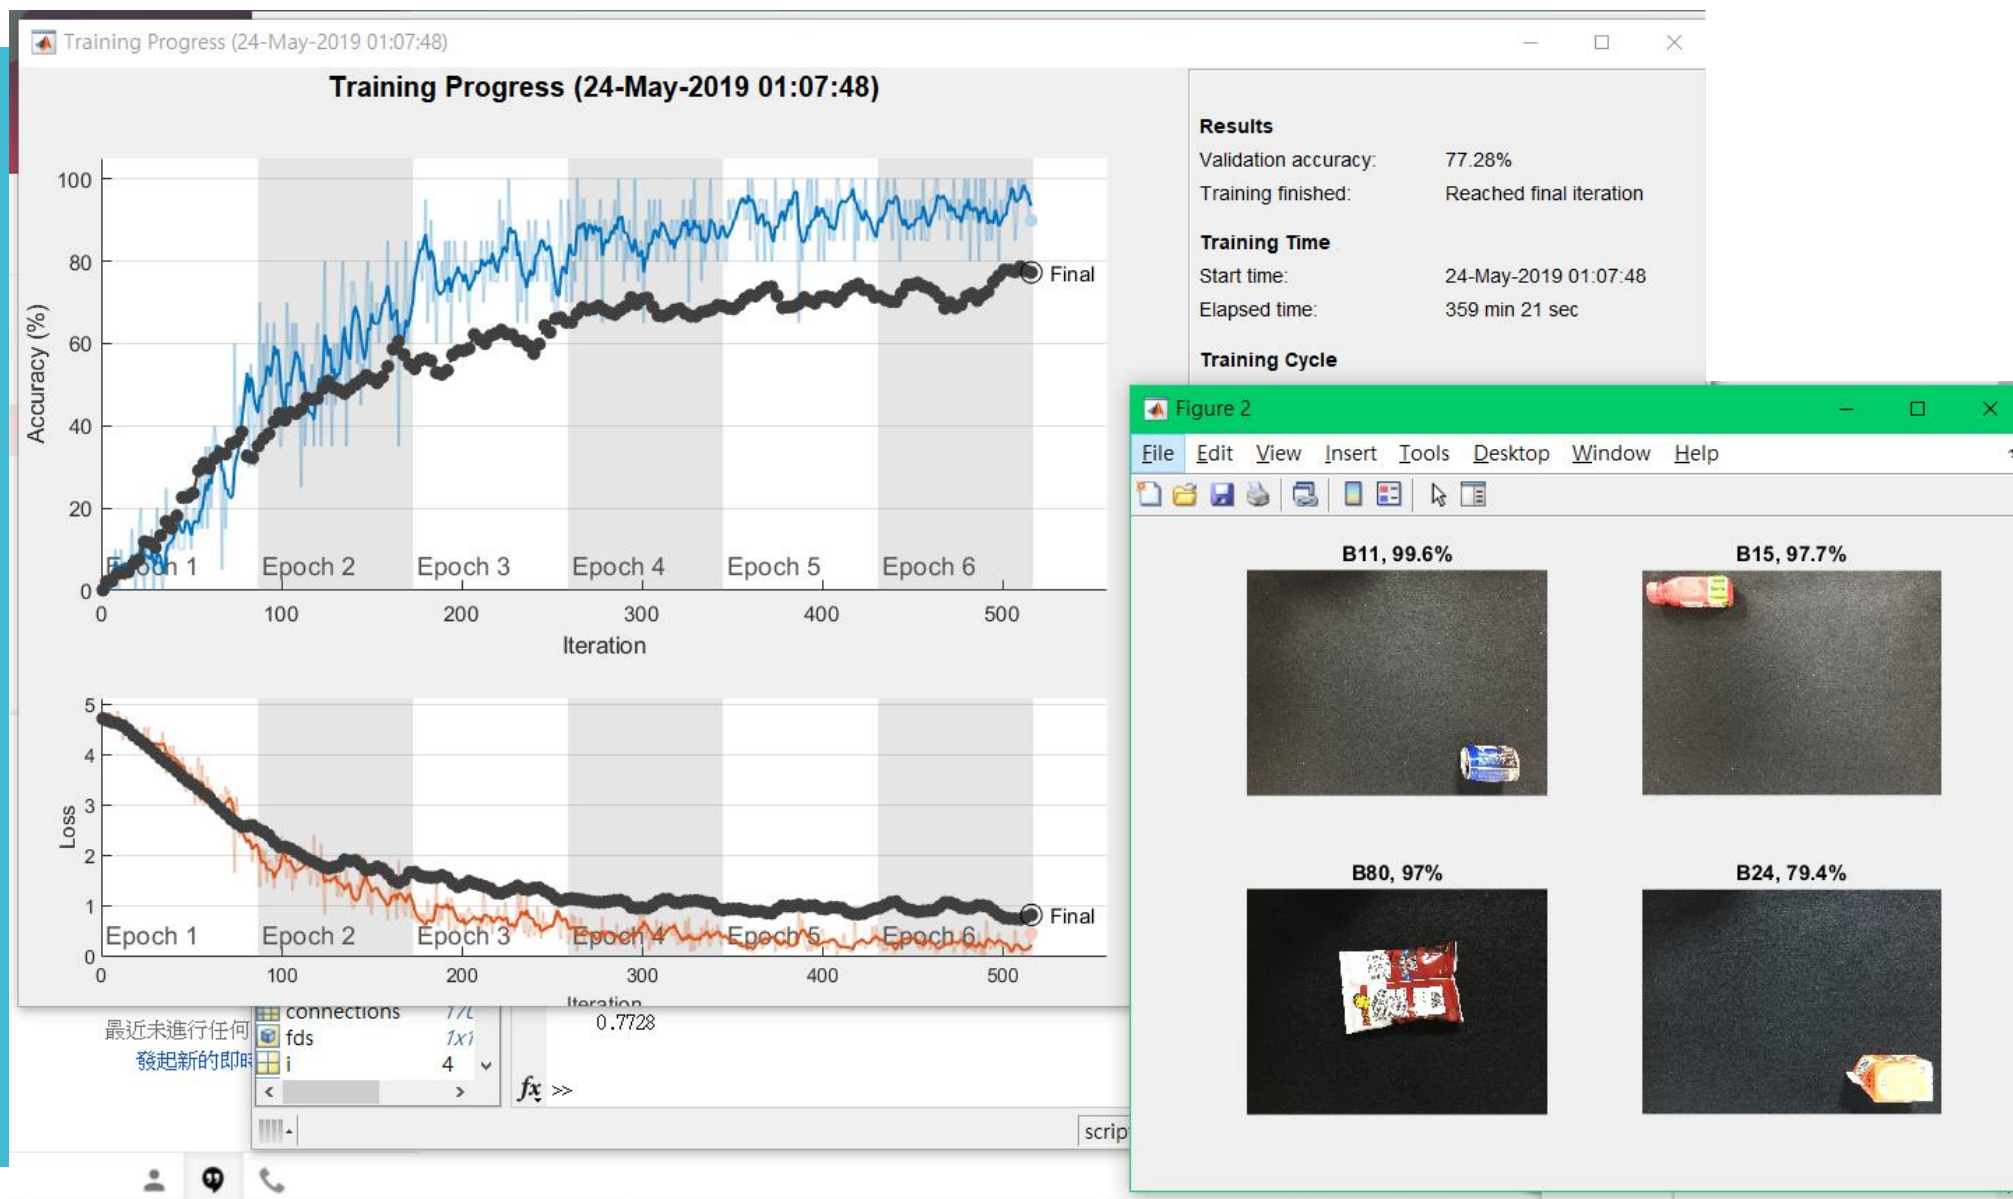 Training Progress (24-May-2019 01:07:48)
Training Progress (24-May-2019 01:07:48)
Accuracy (%)
100
80
60
40
20
0
Epoch 1
Epoch 2
Epoch 3
Epoch 4
Epoch 5
Epoch 6
Final
0
100
200
300
400
500
Iteration
Loss
5
4
3
2
1
0
Epoch 1
Epoch 2
Epoch 3
Epoch 4
Epoch 5
Epoch 6
Final
0
100
200
300
400
500
Iteration
Results
Validation accuracy: 77.28%
Training finished: Reached final iteration
Training Time
Start time: 24-May-2019 01:07:48
Elapsed time: 359 min 21 sec
Training Cycle
Figure 2
File Edit View Insert Tools Desktop Window Help
B11, 99.6%
B15, 97.7%
B80, 97%
B24, 79.4%
最近未進行任何
發起新的即時
connections
fds 1x1
i 4
0.7728
fx >>
script